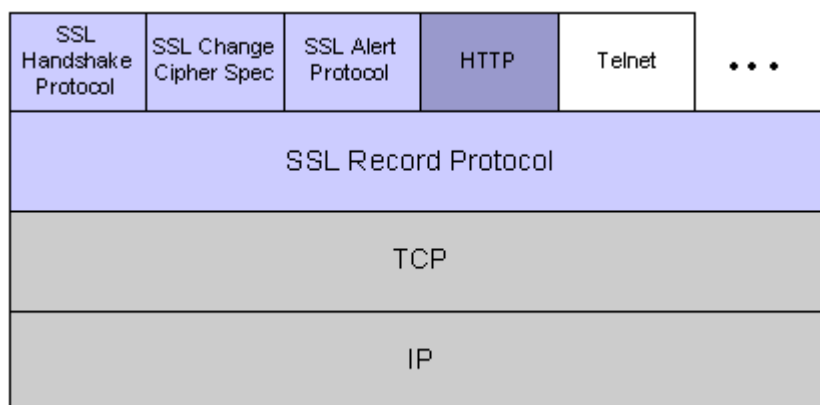 SSL
Handshake
Protocol
SSL Change
Cipher Spec
SSL Alert
Protocol
HTTP
Telnet
...
SSL Record Protocol
TCP
IP